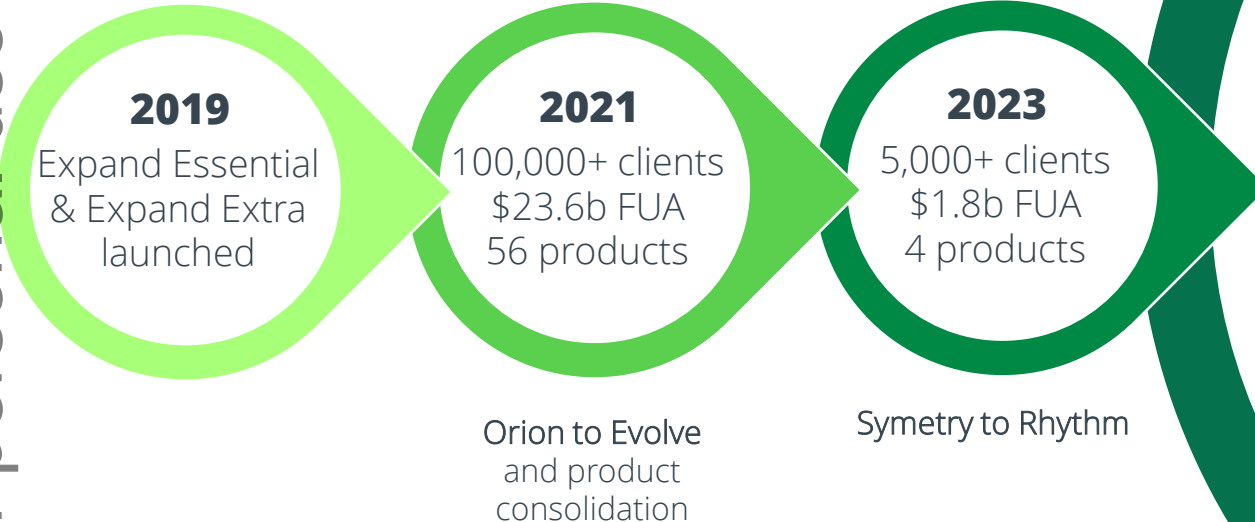 2019
Expand Essential
& Expand Extra
launched
2021
100,000+ clients
$23.6b FUA
56 products
2023
5,000+ clients
$1.8b FUA
4 products
Orion to Evolve
and product
consolidation
Symetry to Rhythm